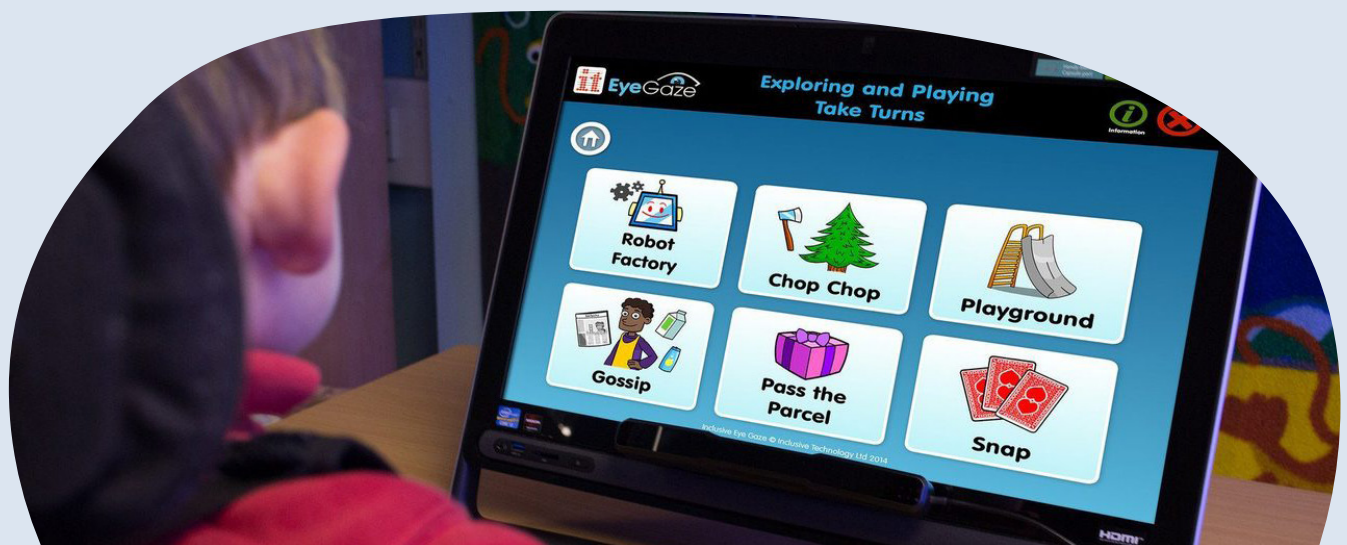 it EyeGaze
Exploring and Playing
Take Turns
Information
Robot
Factory
Chop Chop
Playground
Gossip
Pass the
Parcel
Snap
Inclusive Eye Gaze © Inclusive Technology Ltd 2014
HDMI